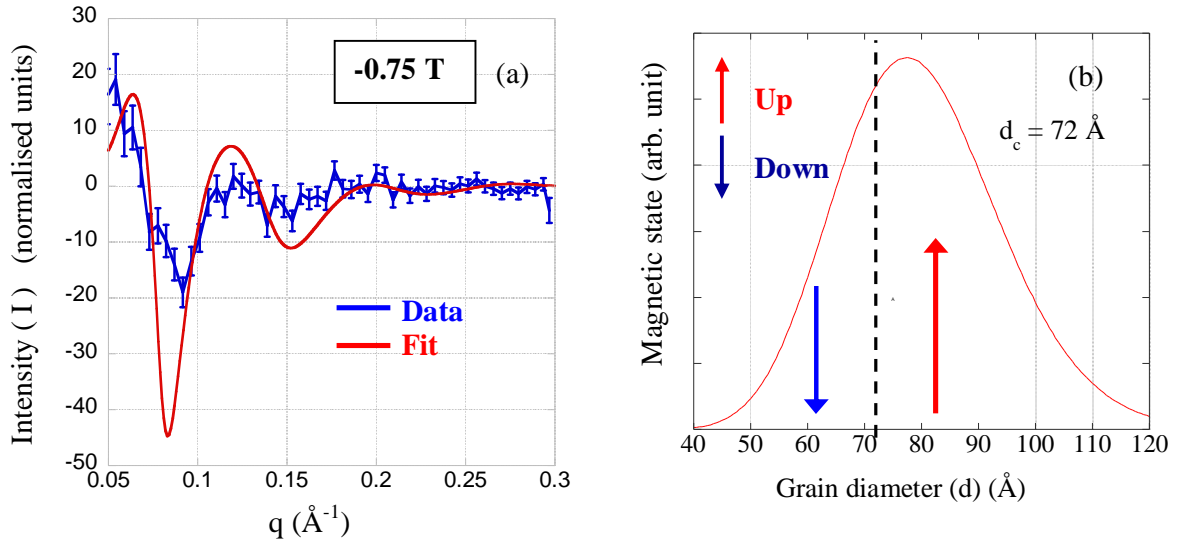 -0.75 T
(a)
Intensity ( I ) (normalised units)
30
20
10
0
-10
-20
-30
-40
-50
Data
Fit
0.05 0.1 0.15 0.2 0.25 0.3
q (Å-1)
(b)
Up
Down
dc = 72 Å
Magnetic state (arb. unit)
40 50 60 70 80 90 100 110 120
Grain diameter (d) (Å)